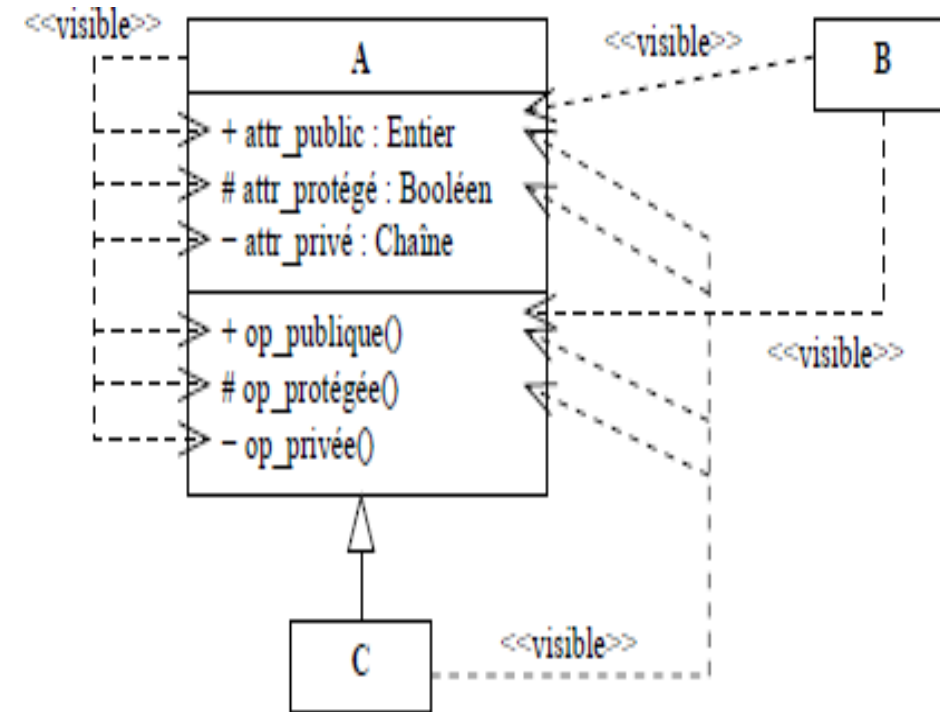 <<visible>>
A
<<visible>>
B
+ attr_public : Entier
# attr_protégé : Booléen
− attr_privé : Chaîne
+ op_publique()
<<visible>>
# op_protégée()
− op_privée()
C
<<visible>>